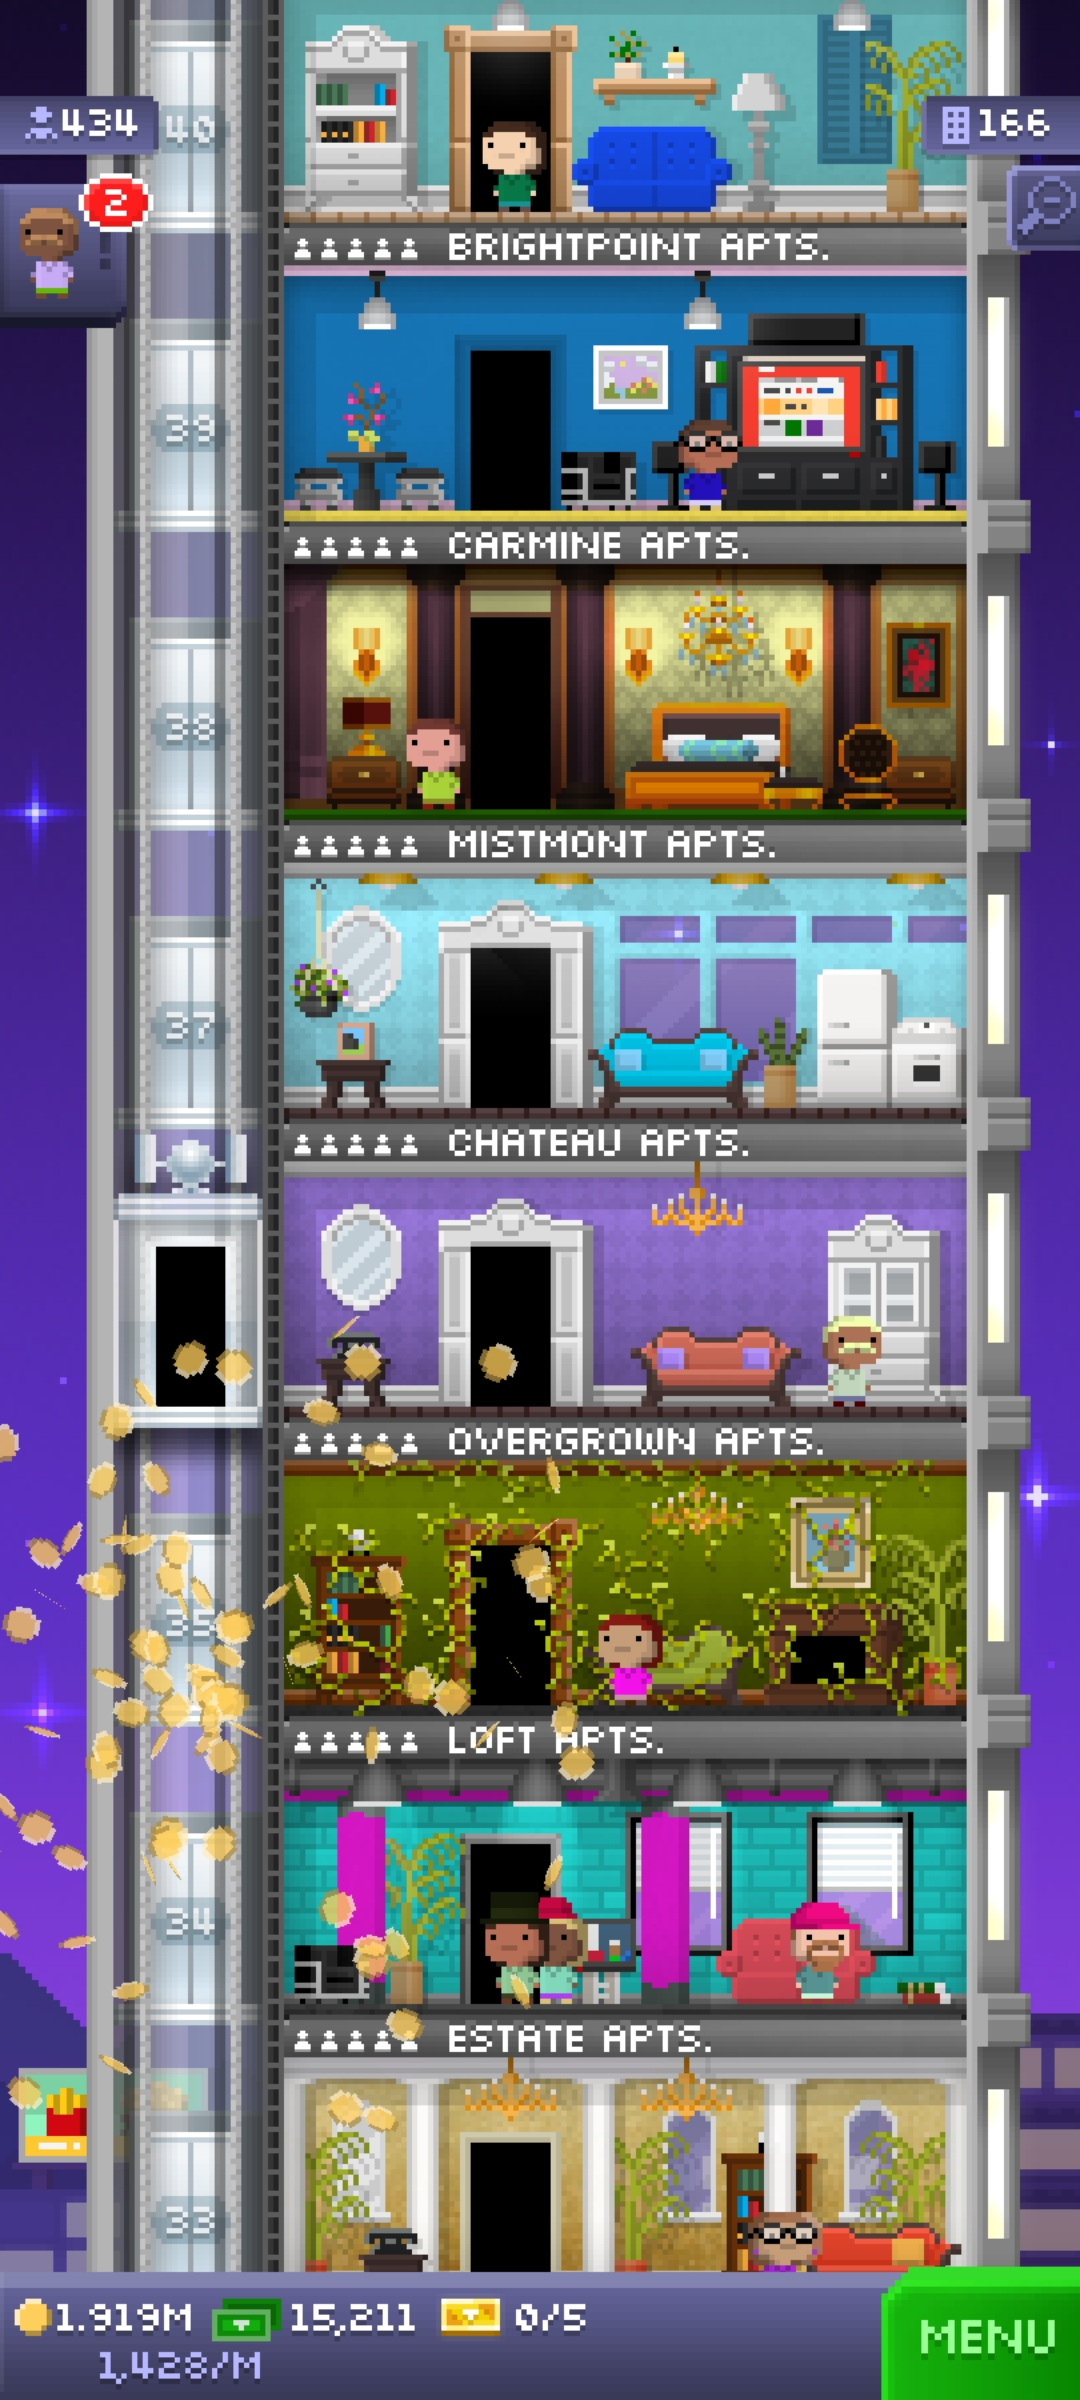 434
40
166
2
BRIGHTPOINT APTS.
39
CARMINE APTS.
38
MISTMONT APTS.
37
CHATEAU APTS.
OVERGROWN APTS.
35
LOFT APTS.
34
ESTATE APTS.
33
1.919M 15,211 0/5
1,428/M
MENU